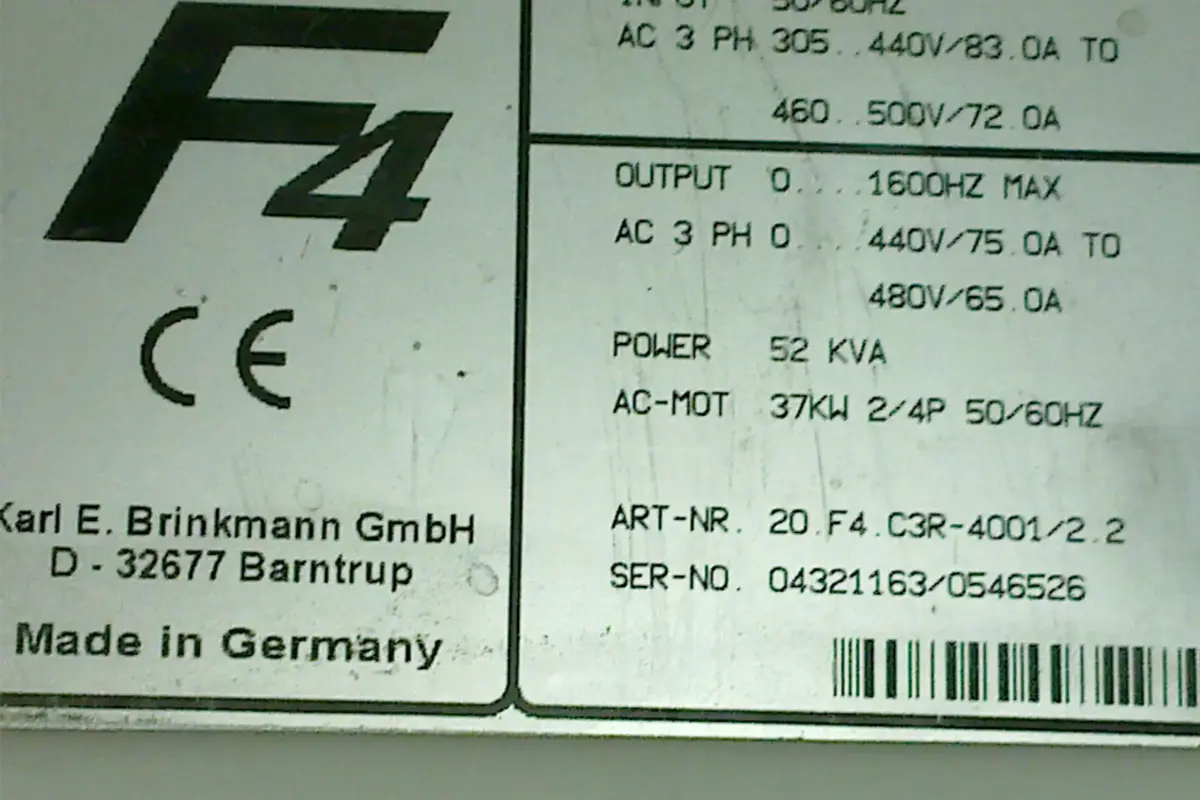 F4
CE
Karl E. Brinkmann GmbH
D - 32677 Barntrup
Made in Germany
INPUT 50/60HZ
AC 3 PH 305..440V/83.0A TO
460..500V/72.0A
OUTPUT 0....1600HZ MAX
AC 3 PH 0....440V/75.0A TO
480V/65.0A
POWER 52 KVA
AC-MOT 37KW 2/4P 50/60HZ
ART-NR. 20.F4.C3R-4001/2.2
SER-NO. 04321163/0546526